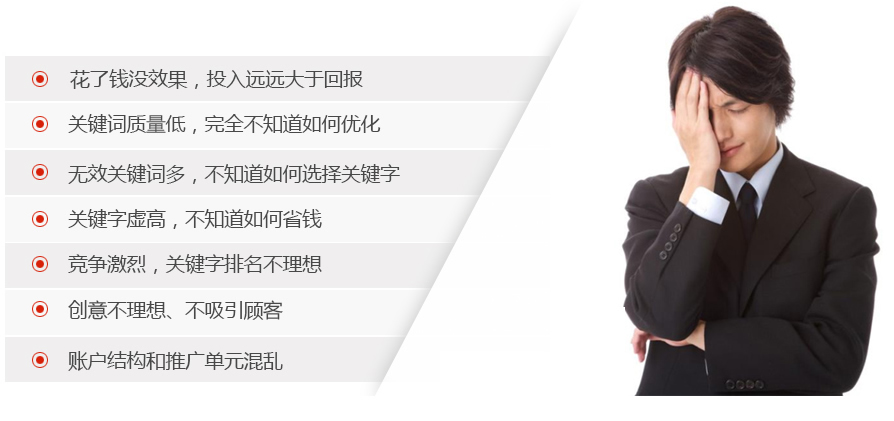 花了钱没效果，投入远远大于回报
关键词质量低，完全不知道如何优化
无效关键词多，不知道如何选择关键字
关键字虚高，不知道如何省钱
竞争激烈，关键字排名不理想
创意不理想、不吸引顾客
账户结构和推广单元混乱